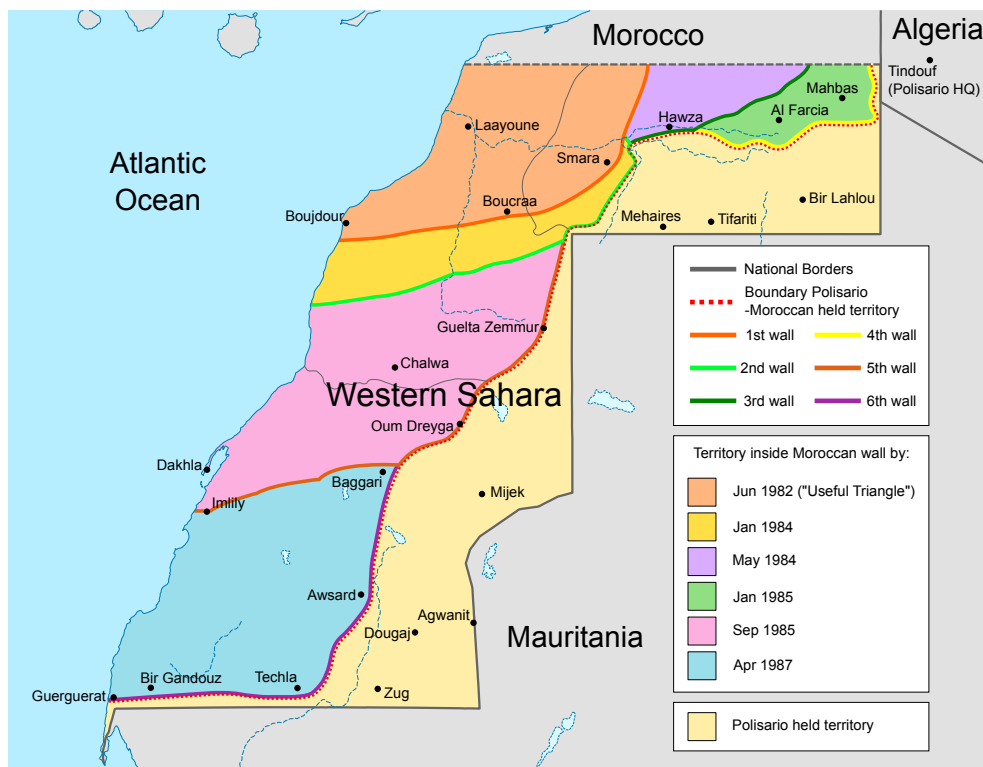 Morocco
Algeria
Tindouf
(Polisario HQ)
Mahbas
Al Farcia
Hawza
Laayoune
Smara
Atlantic
Ocean
Bir Lahlou
Boucraa
Boujdour
Mehaires
Tifariti
National Borders
Boundary Polisario
-Moroccan held territory
1st wall
4th wall
2nd wall
5th wall
3rd wall
6th wall
Guelta Zemmur
Chalwa
Western Sahara
Oum Dreyga
Dakhla
Baggari
Imlily
Mijek
Territory inside Moroccan wall by:
Jun 1982 ("Useful Triangle")
Jan 1984
May 1984
Jan 1985
Sep 1985
Apr 1987
Awsard
Agwanit
Dougaj
Mauritania
Bir Gandouz
Techla
Guerguerat
Zug
Polisario held territory